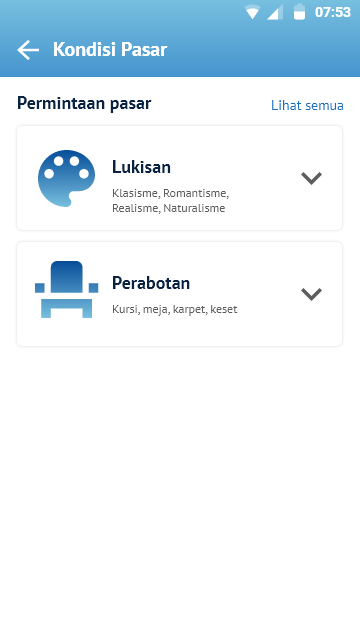 07:53
Kondisi Pasar
Permintaan pasar
Lihat semua
Lukisan
Klasisme, Romantisme,
Realisme, Naturalisme
Perabotan
Kursi, meja, karpet, keset